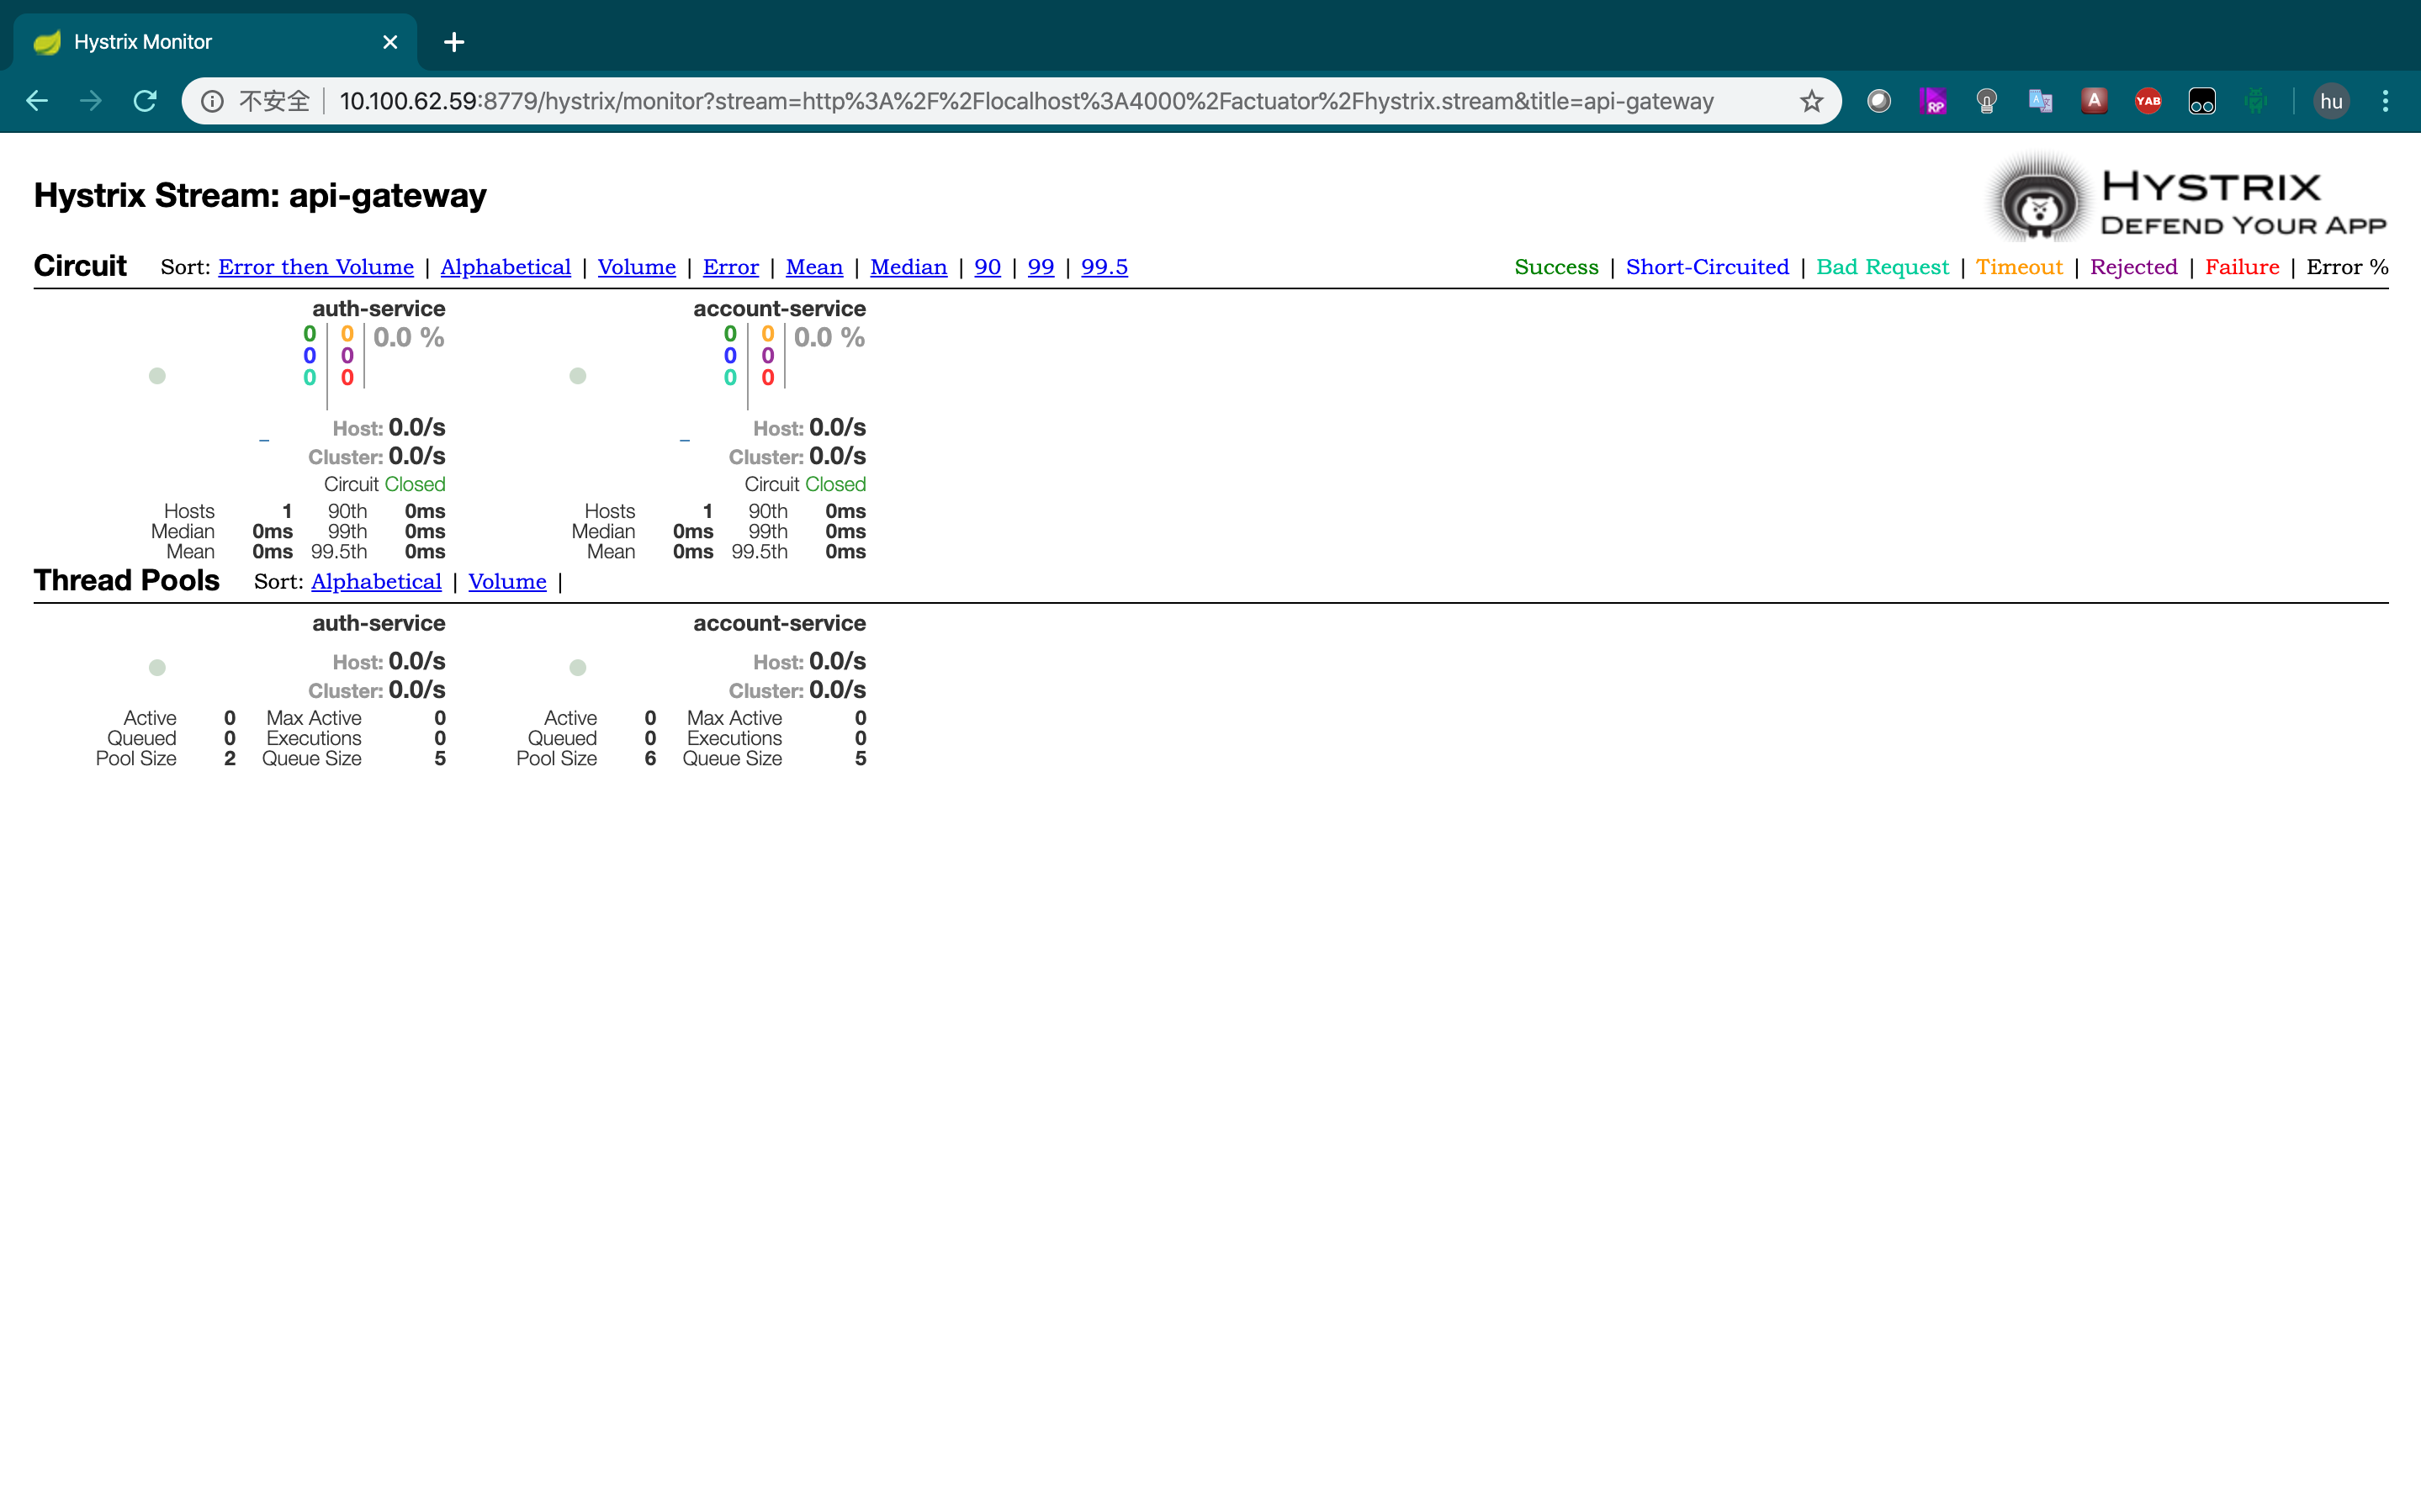 Hystrix Monitor
不安全 10.100.62.59:8779/hystrix/monitor?stream=http%3A%2F%2Flocalhost%3A4000%2Factuator%2Fhystrix.stream&title=api-gateway RP A YAB hu
Hystrix Stream: api-gateway
HYSTRIX
DEFEND YOUR APP
Circuit Sort: Error then Volume | Alphabetical | Volume | Error | Mean | Median | 90 | 99 | 99.5 Success | Short-Circuited | Bad Request | Timeout | Rejected | Failure | Error %
auth-service account-service
0 0 0.0 % 0 0 0.0 %
0 0 0 0
0 0 0 0
Host: 0.0/s Host: 0.0/s
Cluster: 0.0/s Cluster: 0.0/s
Circuit Closed Circuit Closed
Hosts 1 90th 0ms Hosts 1 90th 0ms
Median 0ms 99th 0ms Median 0ms 99th 0ms
Mean 0ms 99.5th 0ms Mean 0ms 99.5th 0ms
Thread Pools Sort: Alphabetical | Volume |
auth-service account-service
Host: 0.0/s Host: 0.0/s
Cluster: 0.0/s Cluster: 0.0/s
Active 0 Max Active 0 Active 0 Max Active 0
Queued 0 Executions 0 Queued 0 Executions 0
Pool Size 2 Queue Size 5 Pool Size 6 Queue Size 5